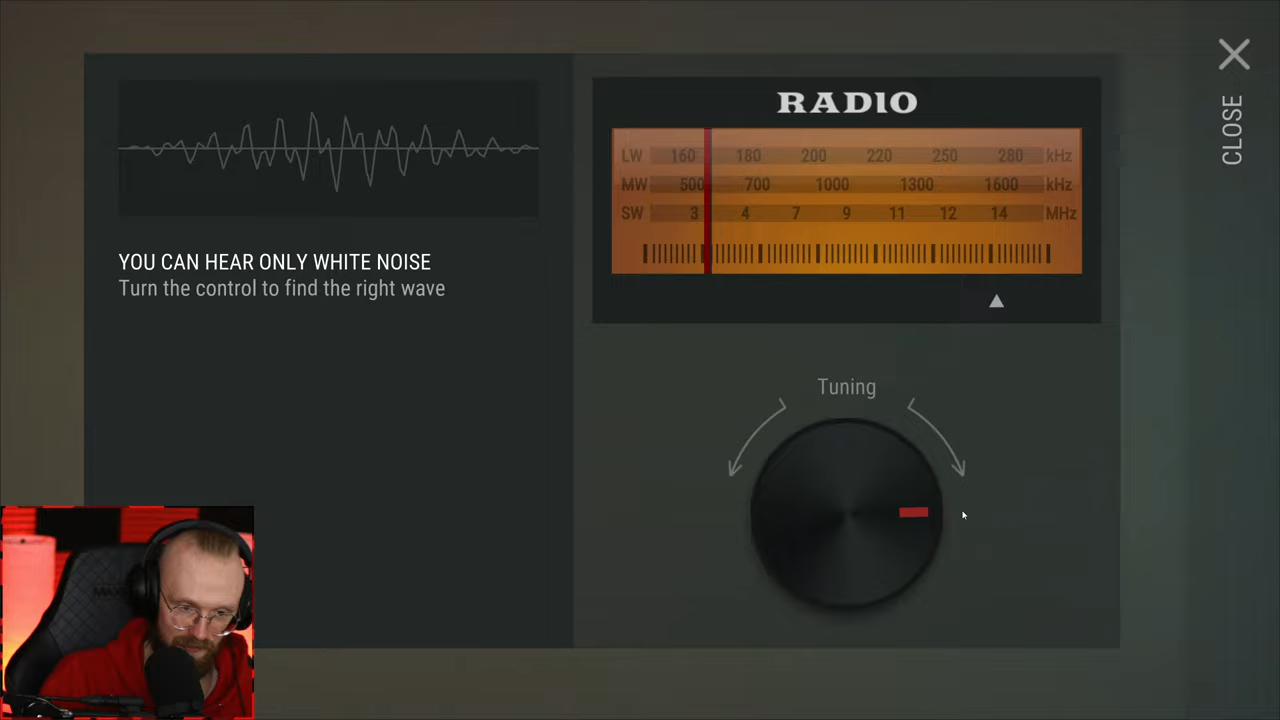 YOU CAN HEAR ONLY WHITE NOISE
Turn the control to find the right wave
RADIO
LW 160 180 200 220 250 280 kHz
MW 500 700 1000 1300 1600 kHz
SW 3 4 7 9 11 12 14 MHz
Tuning
CLOSE